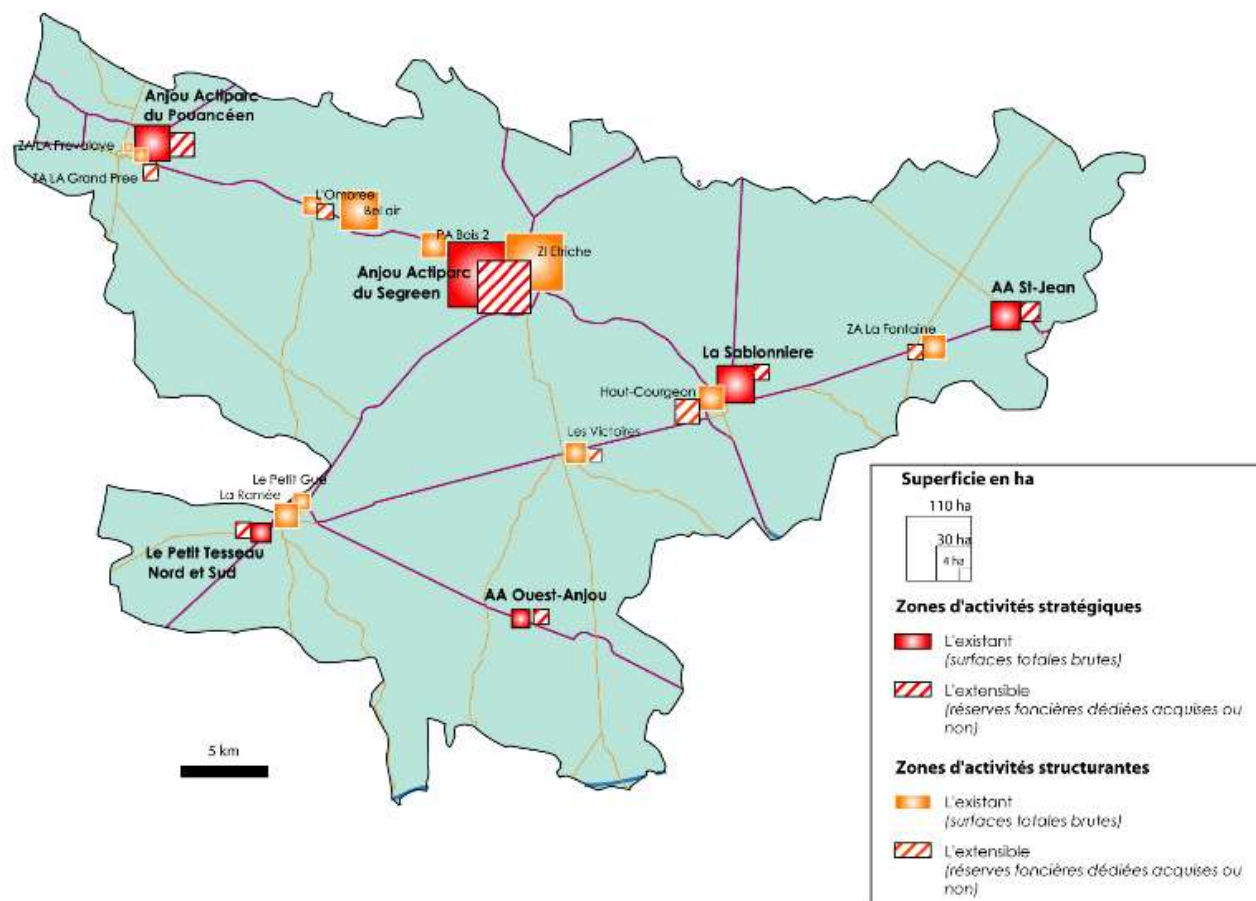 Anjou Actiparc
du Pouancéen
ZA LA Prevalaye
ZA LA Grand Pree
L'Ombree
Bel air
PA Bois 2
ZI Etriche
Anjou Actiparc
du Segreen
AA St-Jean
ZA La Fontaine
La Sablonniere
Haut-Courgeon
Les Victoires
Le Petit Gue
La Ramée
Le Petit Tesseau
Nord et Sud
AA Ouest-Anjou
5 km
Superficie en ha
110 ha
30 ha
4 ha
Zones d'activités stratégiques
L'existant
(surfaces totales brutes)
L'extensible
(réserves foncières dédiées acquises ou
non)
Zones d'activités structurantes
L'existant
(surfaces totales brutes)
L'extensible
(réserves foncières dédiées acquises ou
non)